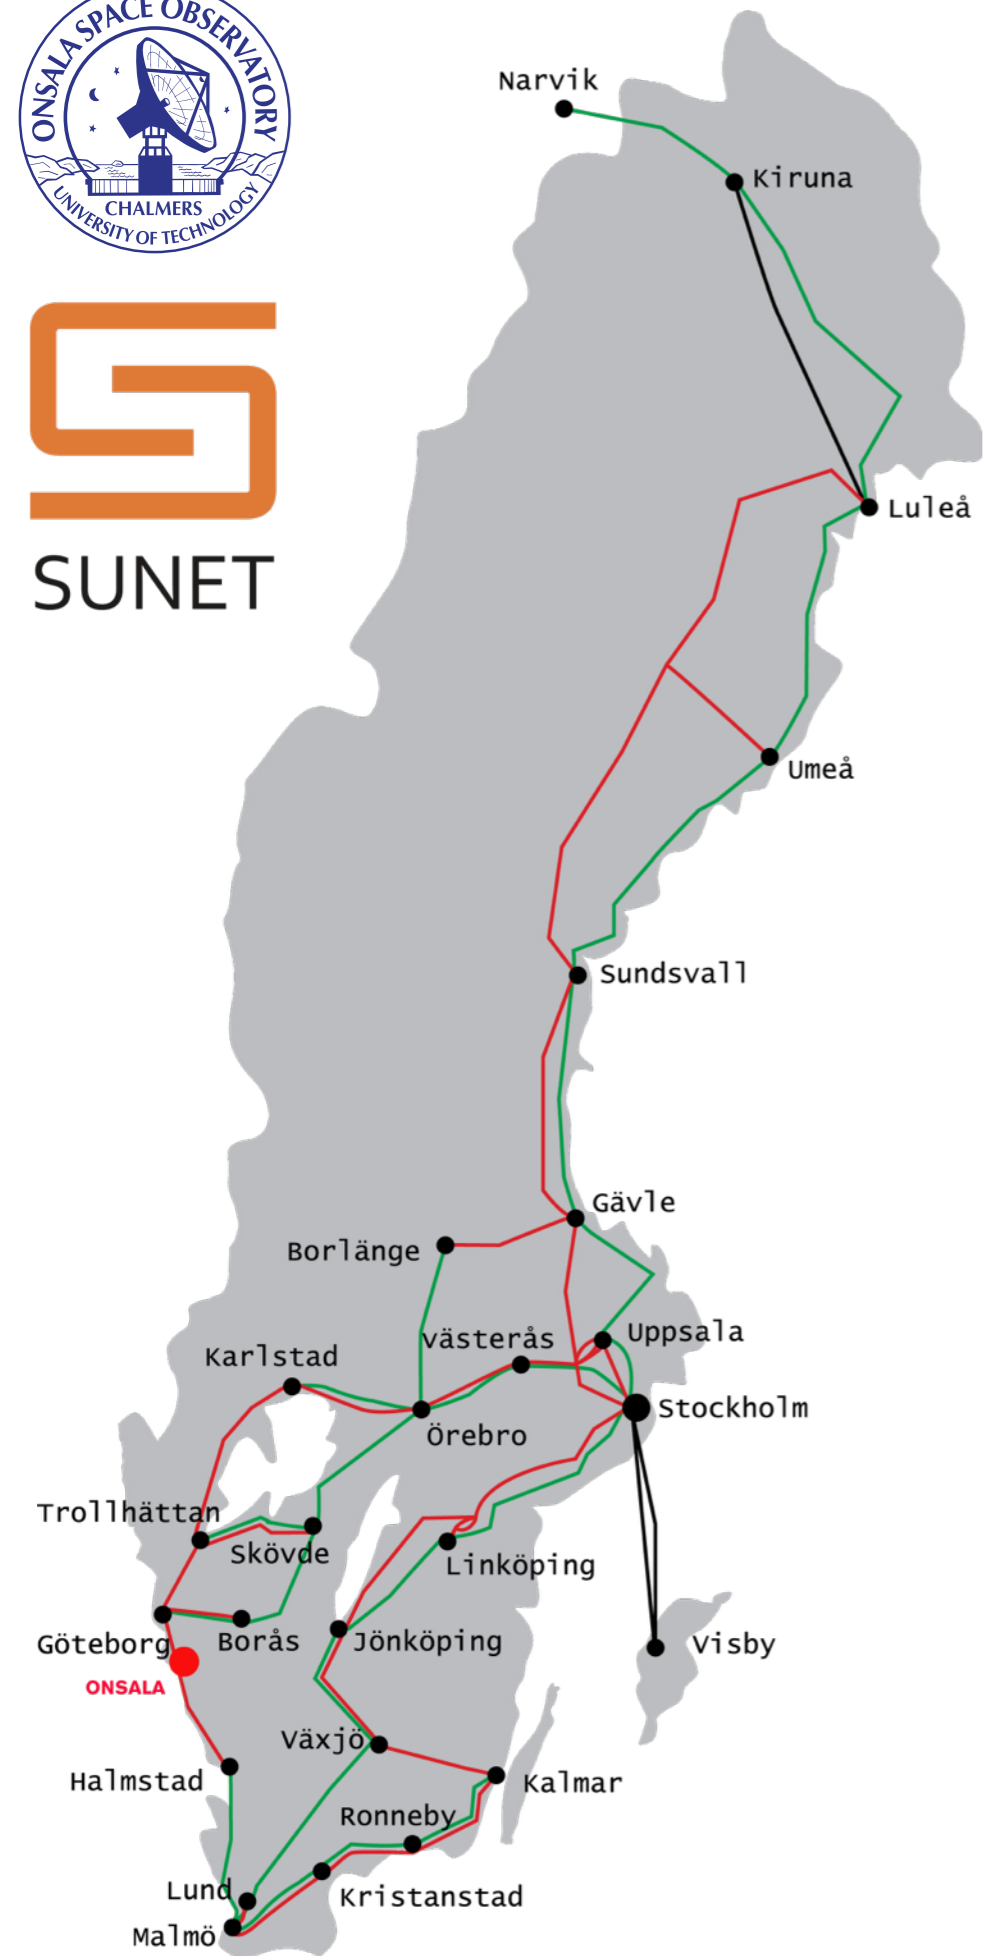 ONSALA SPACE OBSERVATORY
CHALMERS
UNIVERSITY OF TECHNOLOGY
SUNET
Narvik
Kiruna
Luleå
Umeå
Sundsvall
Gävle
Borlänge
västerås
Uppsala
Karlstad
Stockholm
Örebro
Trollhättan
Skövde
Linköping
Göteborg
Borås
Jönköping
Visby
ONSALA
Växjö
Halmstad
Kalmar
Ronneby
Lund
Kristanstad
Malmö